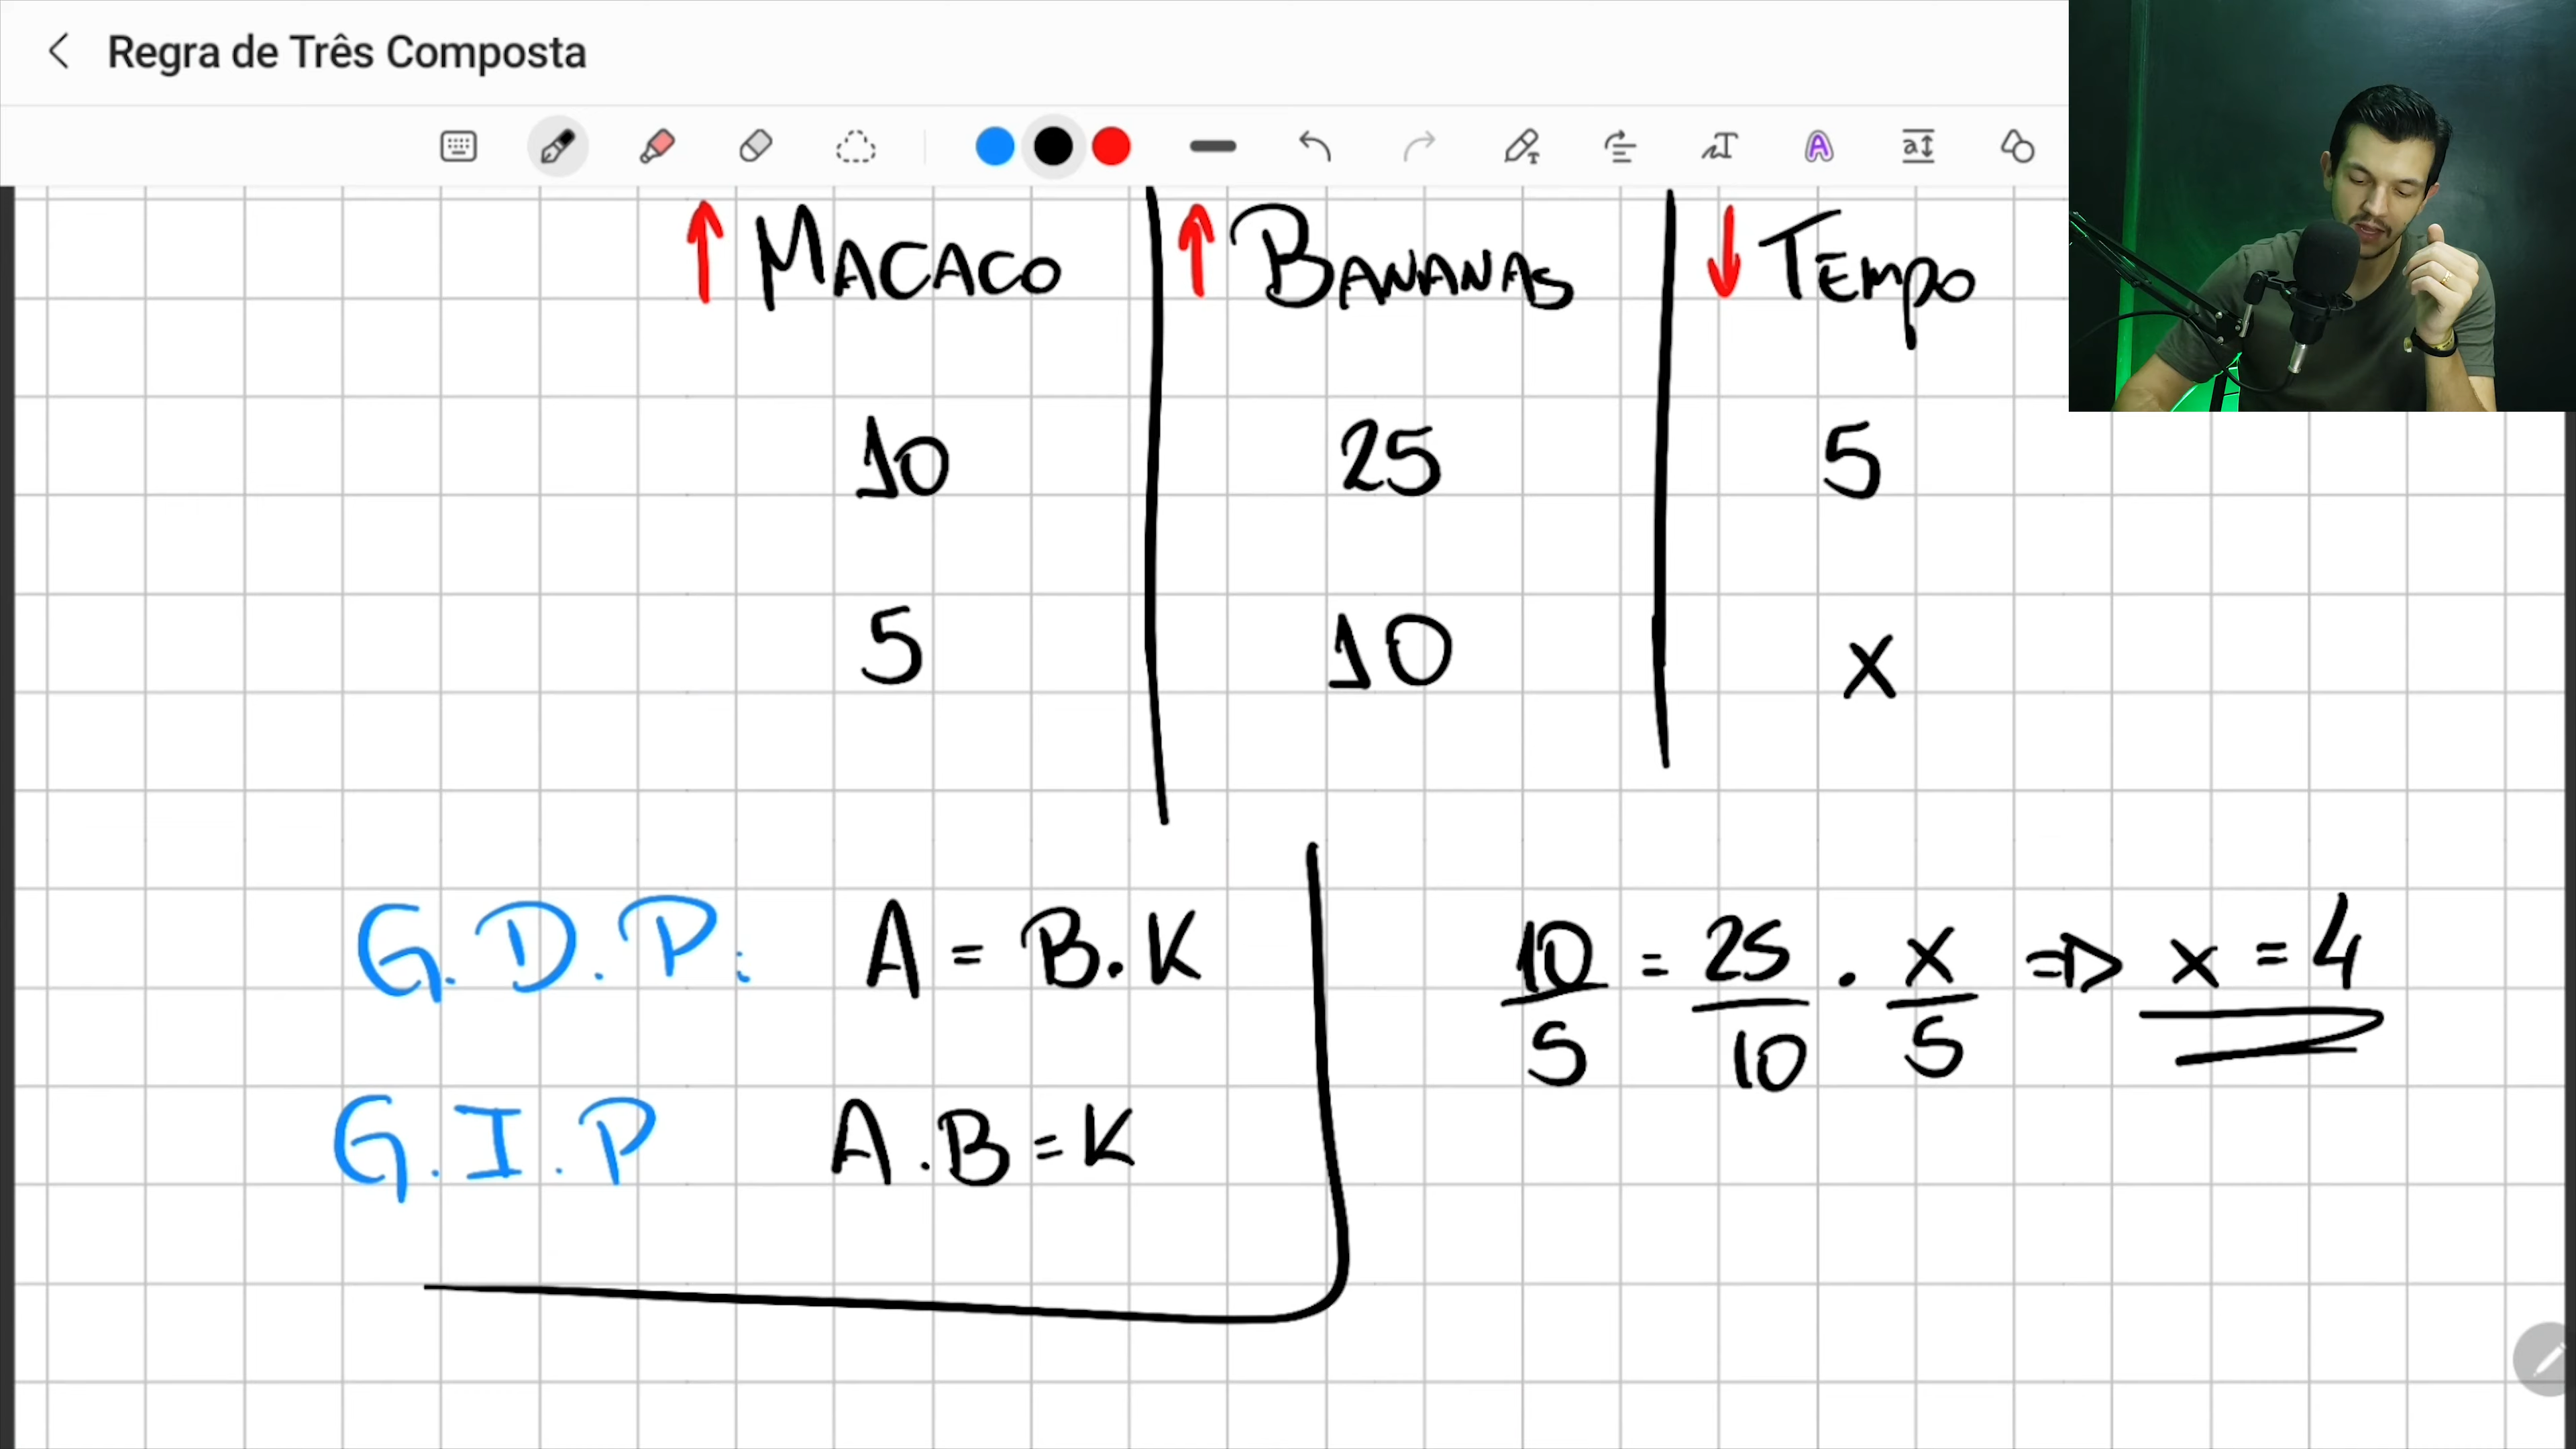 Regra de Três Composta
↑ MACACO ↑ BANANAS ↓ TEMPO
10 25 5
5 10 x
G.D.P: A = B.K
10/5 = 25/10 . x/5 => x = 4
G.I.P A.B = K